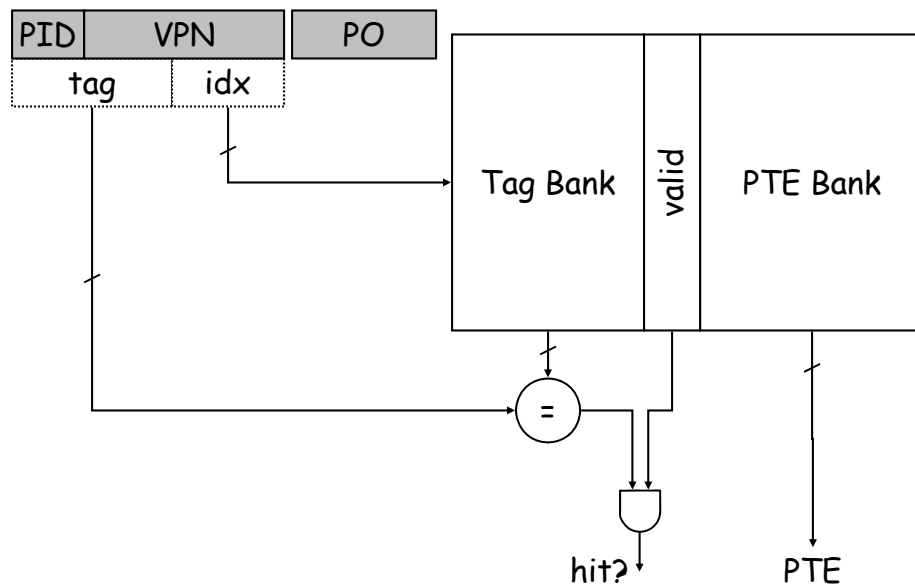 PID VPN PO
tag idx
Tag Bank valid PTE Bank
=
hit? PTE